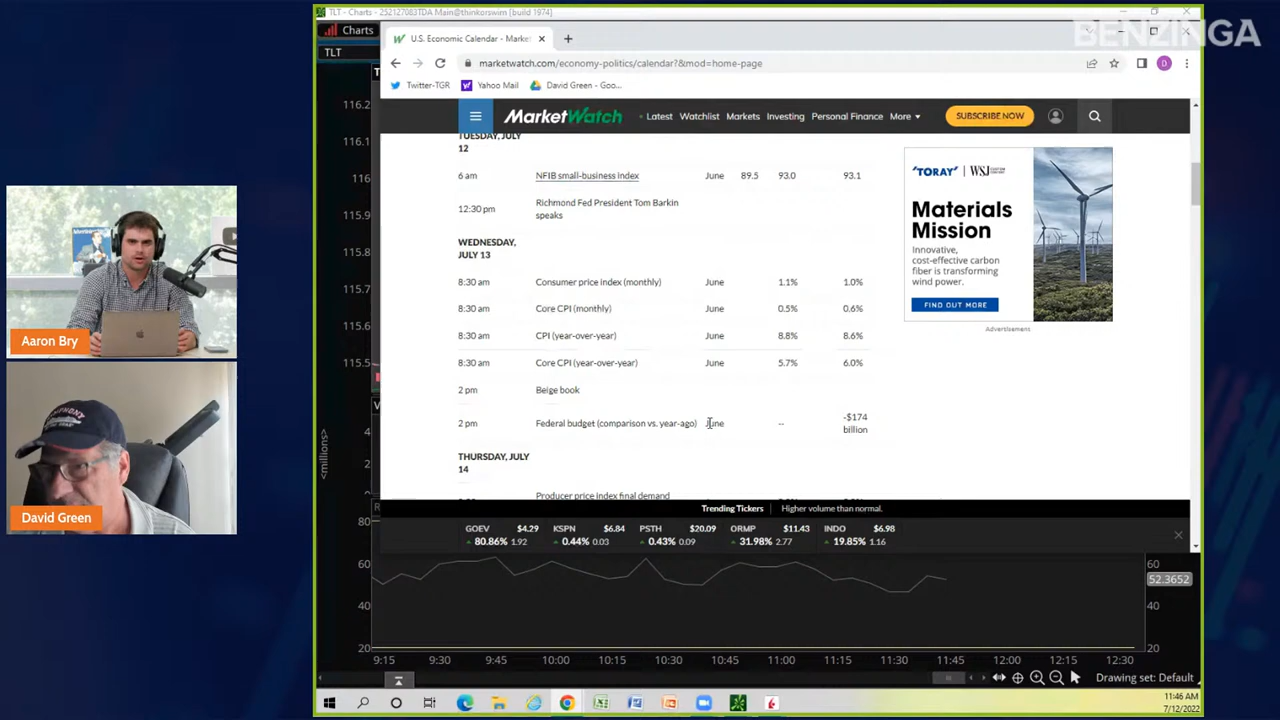 TLT - Charts - 252127083TDA Main@thinkorswim [build 1974]
BENZINGA
Charts
TLT
U.S. Economic Calendar - Market
marketwatch.com/economy-politics/calendar?&mod=home-page
D
Twitter-TGR
Yahoo Mail
David Green - Goo...
MarketWatch
Latest
Watchlist
Markets
Investing
Personal Finance
More
SUBSCRIBE NOW
TUESDAY, JULY
12
6 am NFIB small-business index June 89.5 93.0 93.1
12:30 pm Richmond Fed President Tom Barkin
speaks
WEDNESDAY,
JULY 13
8:30 am Consumer price index (monthly) June 1.1% 1.0%
8:30 am Core CPI (monthly) June 0.5% 0.6%
8:30 am CPI (year-over-year) June 8.8% 8.6%
8:30 am Core CPI (year-over-year) June 5.7% 6.0%
2 pm Beige book
2 pm Federal budget (comparison vs. year-ago) June -- -$174
billion
THURSDAY, JULY
14
Producer price index final demand
TORAY WSJ
Materials
Mission
Innovative,
cost-effective carbon
fiber is transforming
wind power.
FIND OUT MORE
Advertisement
Trending Tickers Higher volume than normal.
GOEV $4.29 KSPN $6.84 PSTH $20.09 ORMP $11.43 INDO $6.98
80.86% 1.92 0.44% 0.03 0.43% 0.09 31.98% 2.77 19.85% 1.16
116.2
116.1
116
115.9
115.8
115.7
115.6
115.5
<millions>
4
2
80
60
40
20
60
52.3652
40
20
9:15 9:30 9:45 10:00 10:15 10:30 10:45 11:00 11:15 11:30 11:45 12:00 12:15 12:30
Drawing set: Default
11:46 AM
7/12/2022
Aaron Bry
David Green